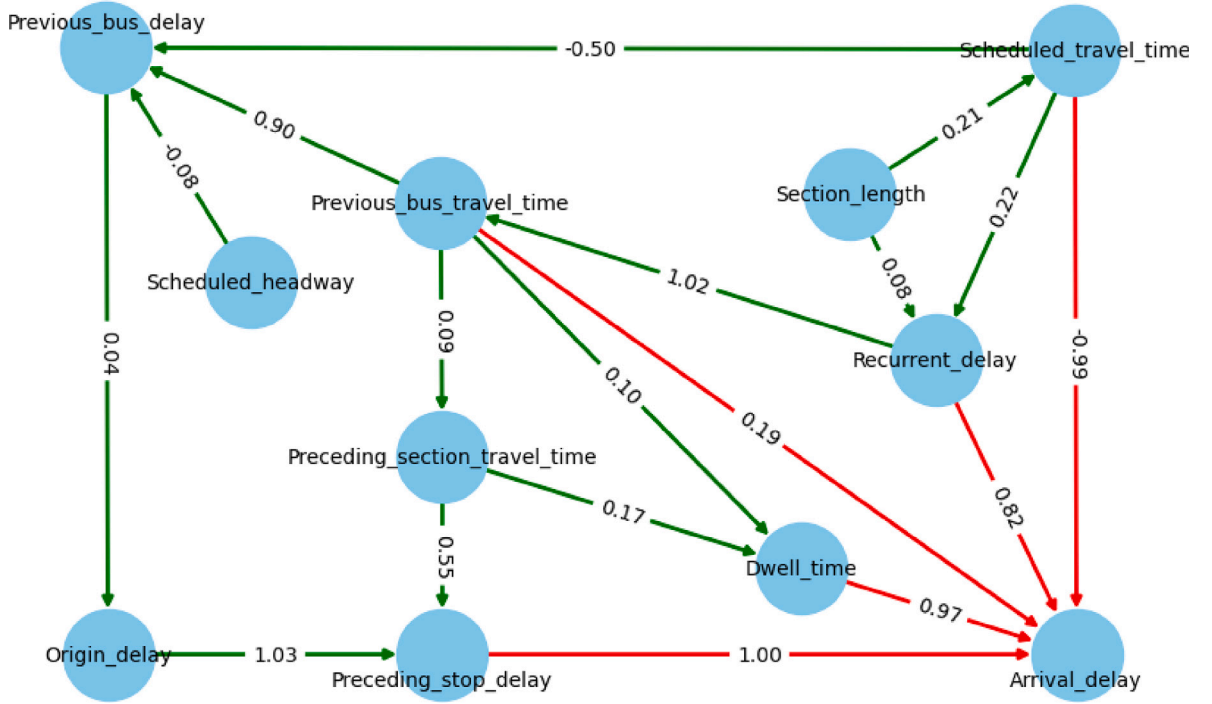 Previous_bus_delay
-0.50
Scheduled_travel_time
0.90
0.21
-0.08
Section_length
Previous_bus_travel_time
0.22
Scheduled_headway
1.02
0.08
0.04
0.09
-0.99
Recurrent_delay
0.10
0.19
Preceding_section_travel_time
0.17
0.82
0.55
Dwell_time
0.97
Origin_delay
1.03
1.00
Preceding_stop_delay
Arrival_delay